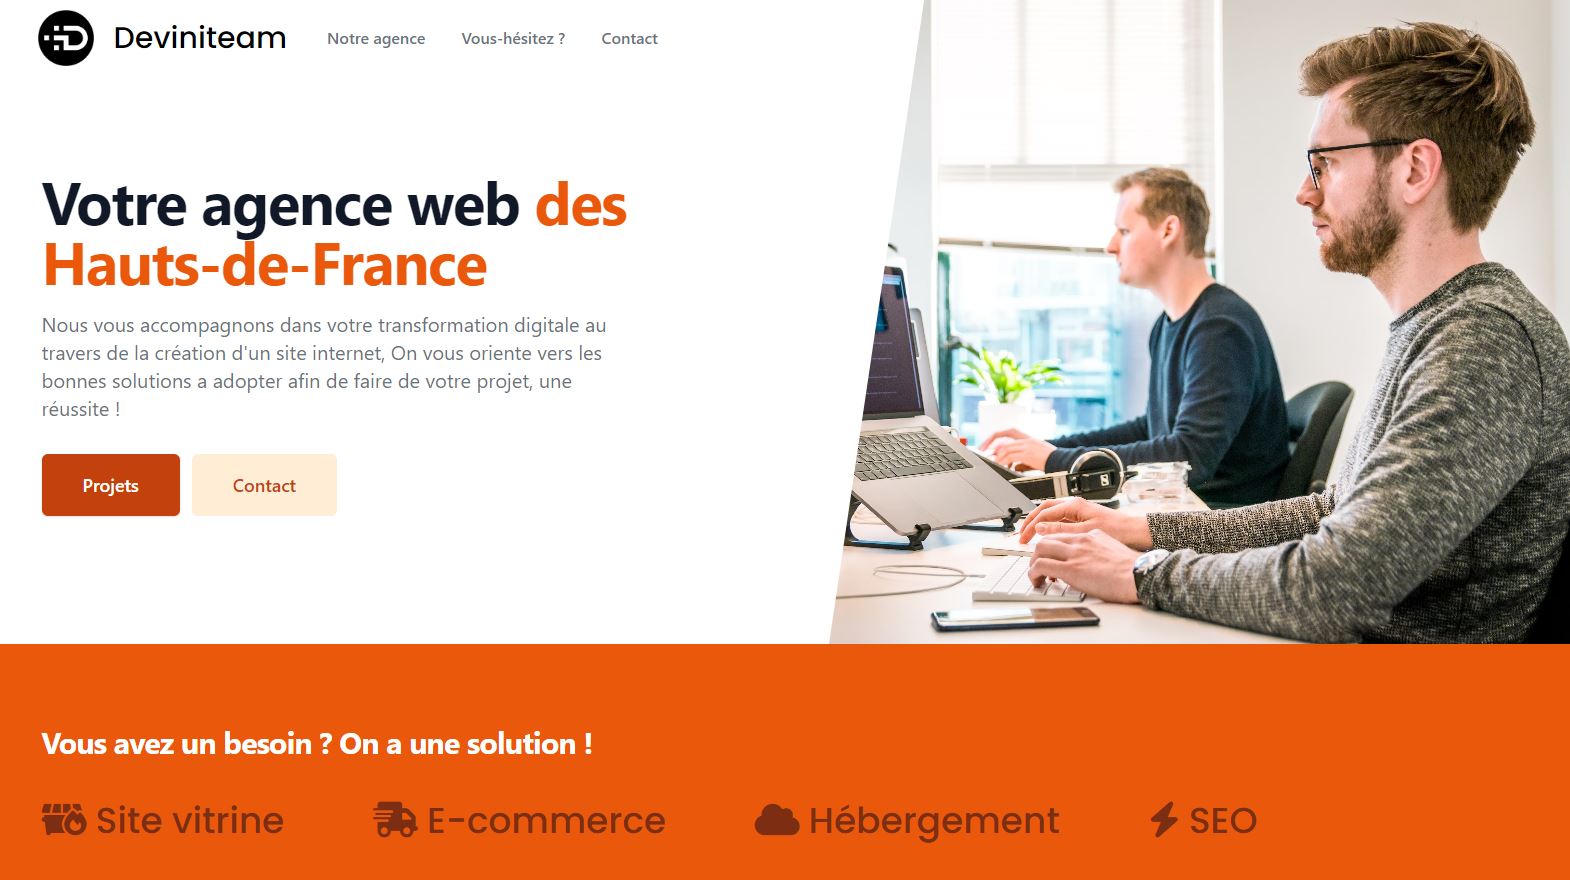 Deviniteam
Notre agence
Vous-hésitez ?
Contact
Votre agence web des
Hauts-de-France
Nous vous accompagnons dans votre transformation digitale au
travers de la création d'un site internet, On vous oriente vers les
bonnes solutions a adopter afin de faire de votre projet, une
réussite !
Projets
Contact
Vous avez un besoin ? On a une solution !
Site vitrine
E-commerce
Hébergement
SEO